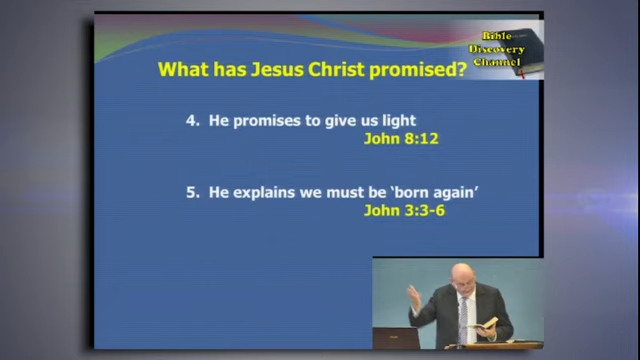 Bible
Discovery
Channel
What has Jesus Christ promised?
4. He promises to give us light
John 8:12
5. He explains we must be ‘born again’
John 3:3-6